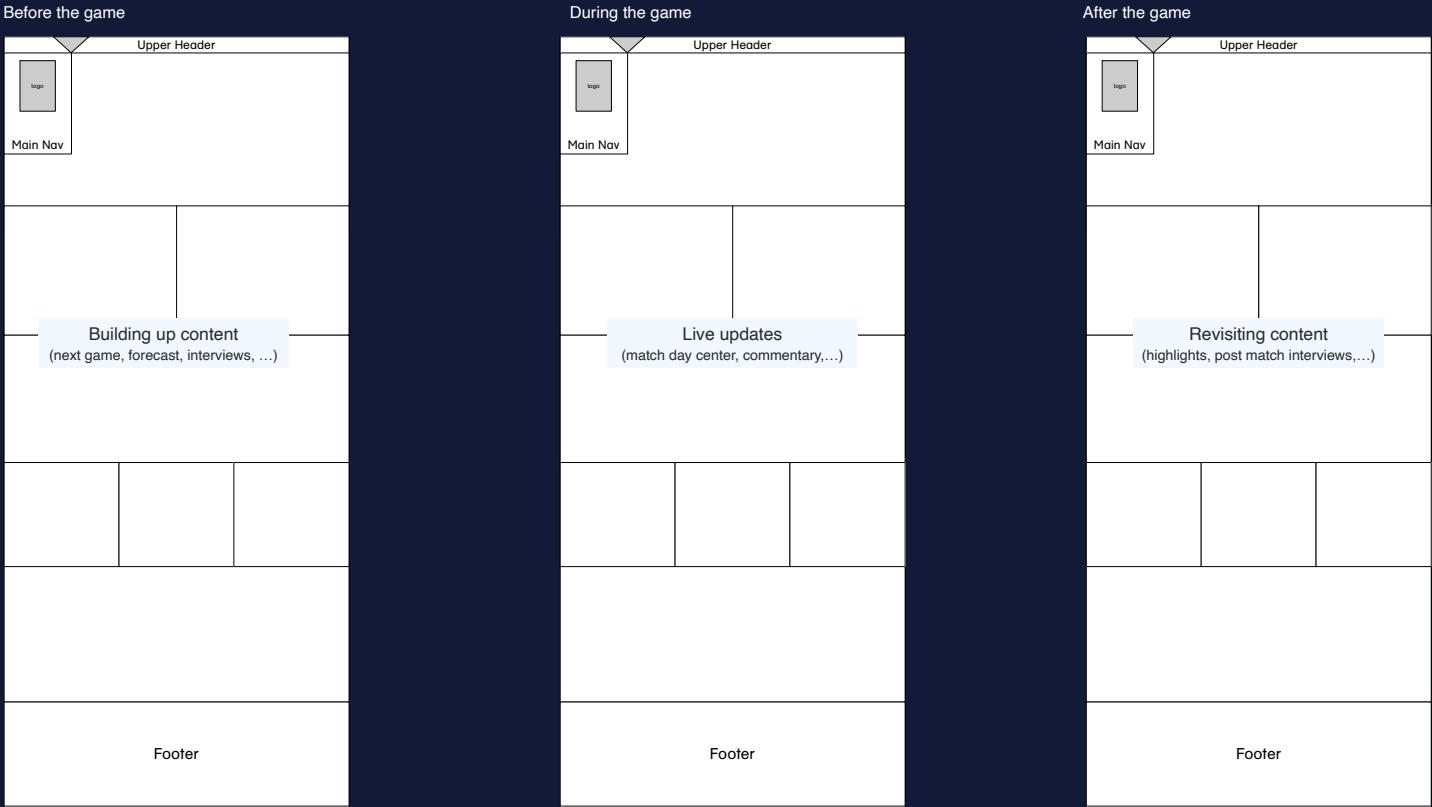 Before the game
Upper Header
logo
Main Nav
Building up content
(next game, forecast, interviews, …)
Footer
During the game
Upper Header
logo
Main Nav
Live updates
(match day center, commentary,…)
Footer
After the game
Upper Header
logo
Main Nav
Revisiting content
(highlights, post match interviews,…)
Footer